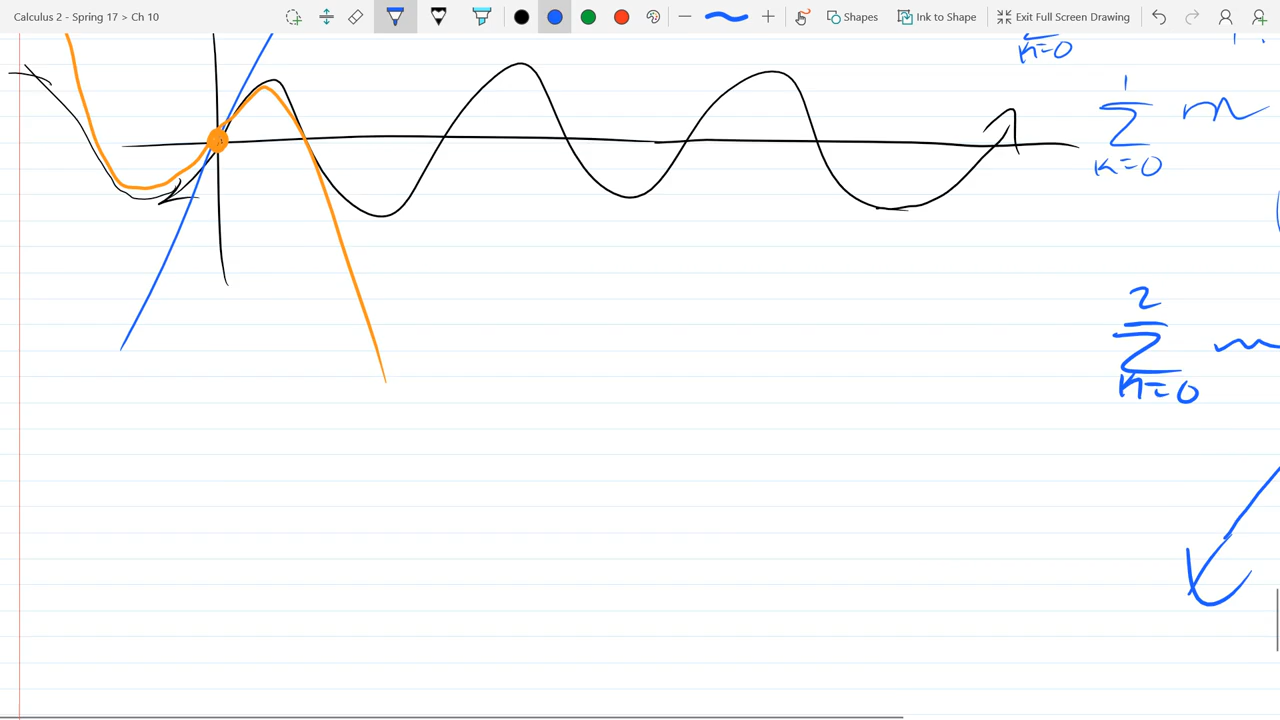 Calculus 2 - Spring 17 > Ch 10
Shapes
Ink to Shape
Exit Full Screen Drawing
K=0
1
Σ
K=0
2
Σ
K=0